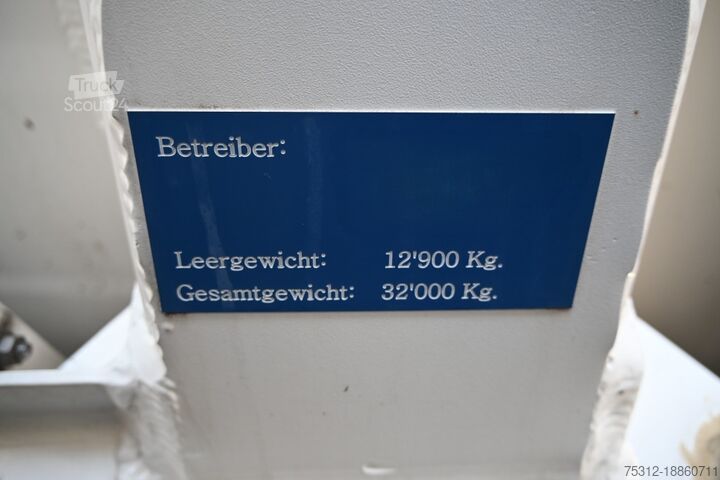 Truck
Scout24
Betreiber:
Leergewicht: 12'900 Kg.
Gesamtgewicht: 32'000 Kg.
75312-18860711